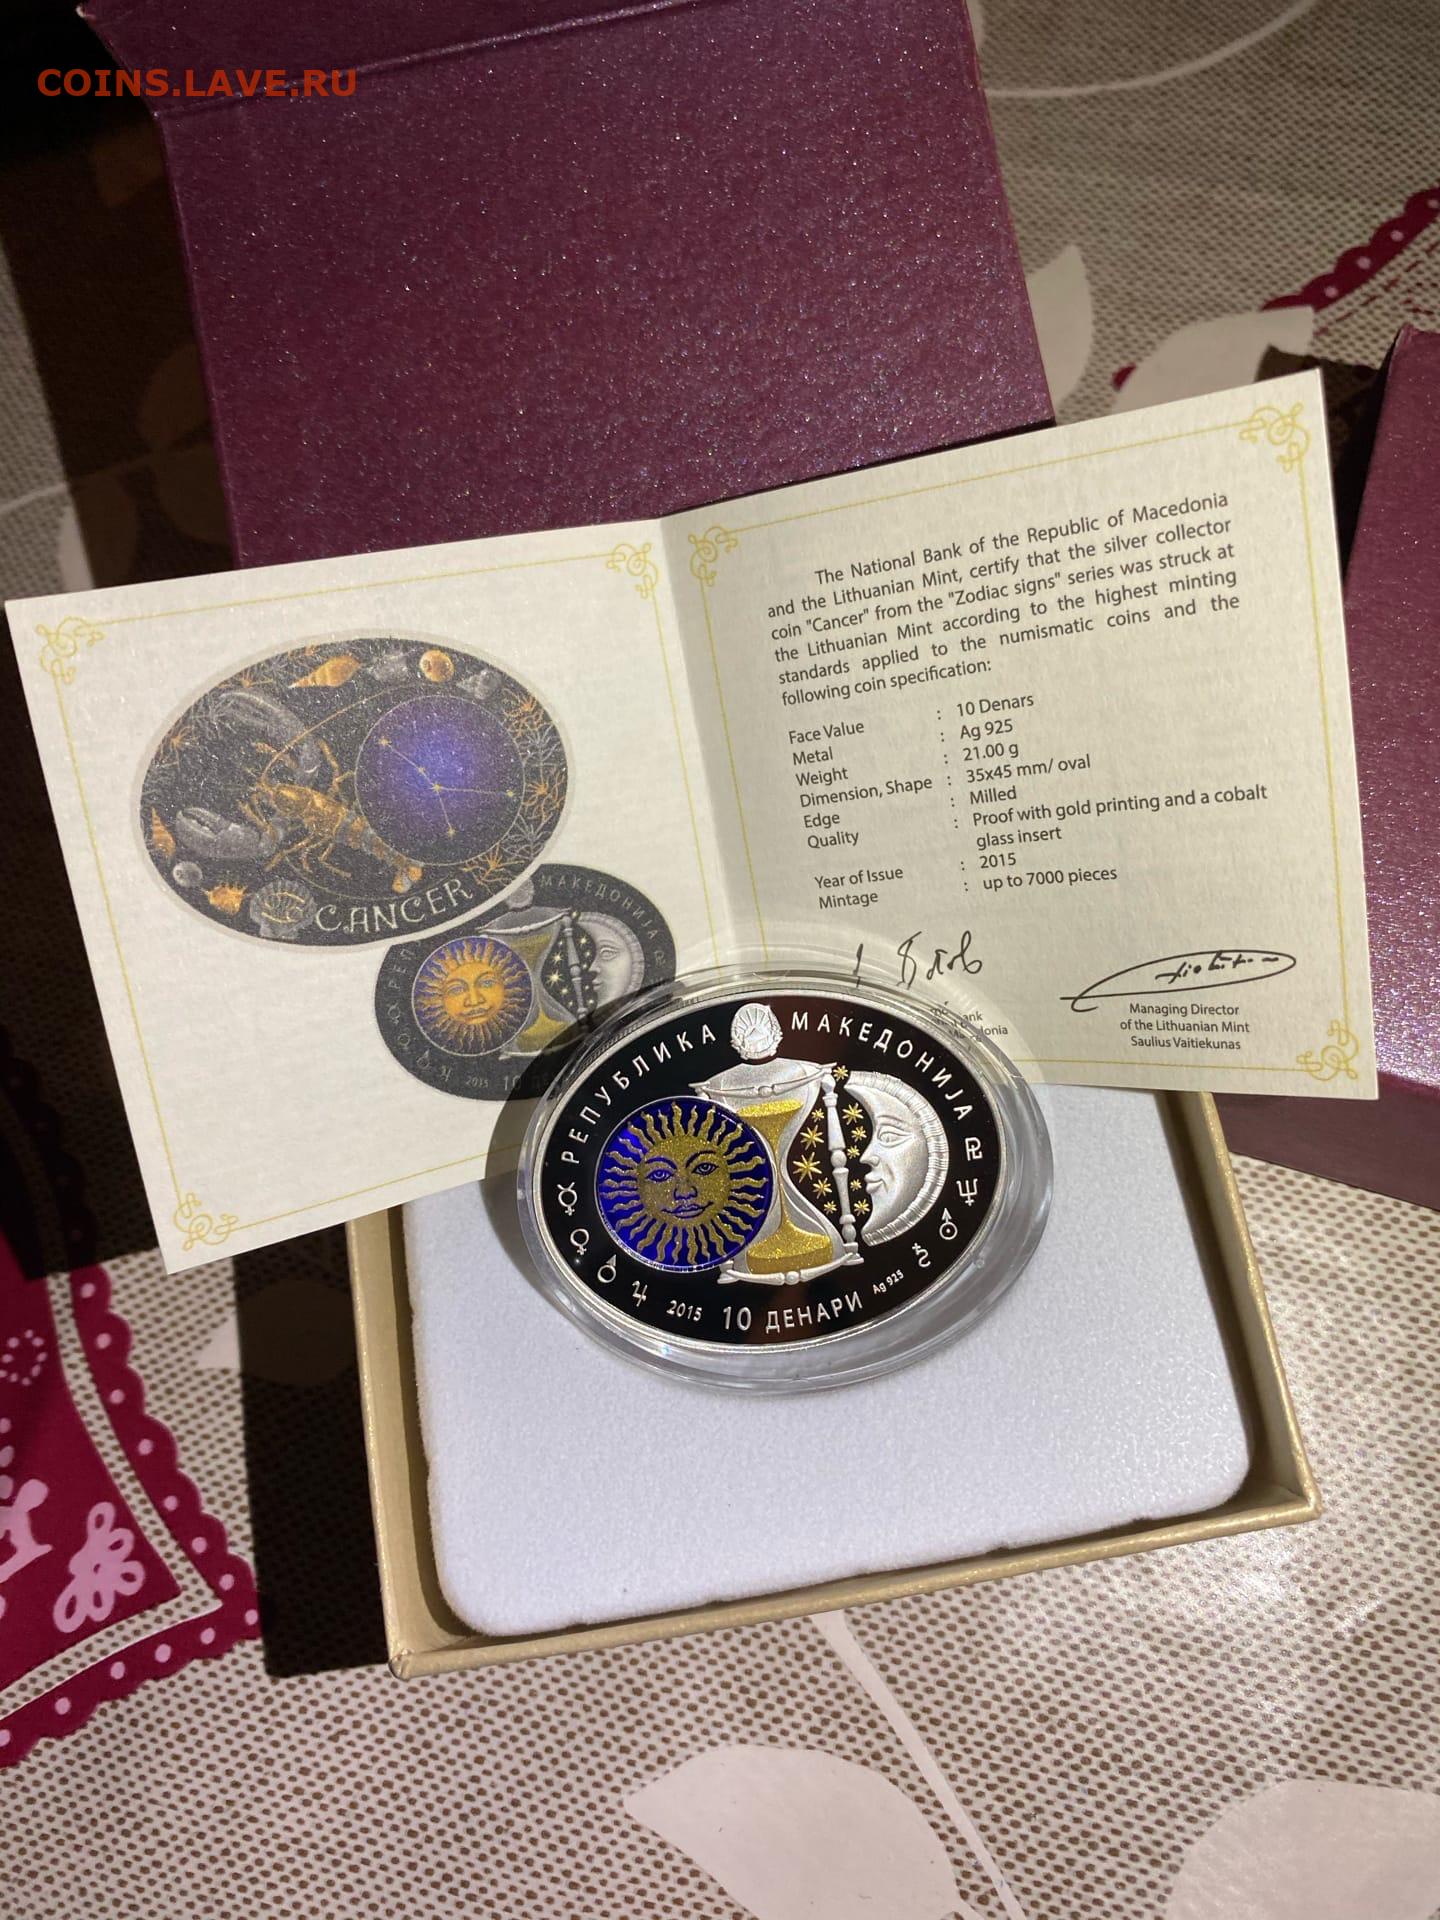 COINS.LAVE.RU
The National Bank of the Republic of Macedonia
and the Lithuanian Mint, certify that the silver collector
coin "Cancer" from the "Zodiac signs" series was struck at
the Lithuanian Mint according to the highest minting
standards applied to the numismatic coins and the
following coin specification:
Face Value : 10 Denars
Metal : Ag 925
Weight : 21.00 g
Dimension, Shape : 35x45 mm/ oval
Edge : Milled
Quality : Proof with gold printing and a cobalt
glass insert
Year of Issue : 2015
Mintage : up to 7000 pieces
Managing Director
of the Lithuanian Mint
Saulius Vaitiekunas
CANCER
МАКЕДОНИЈА
2015 10
РЕПУБЛИКА МАКЕДОНИЈА
2015 10 ДЕНАРИ Ag 925